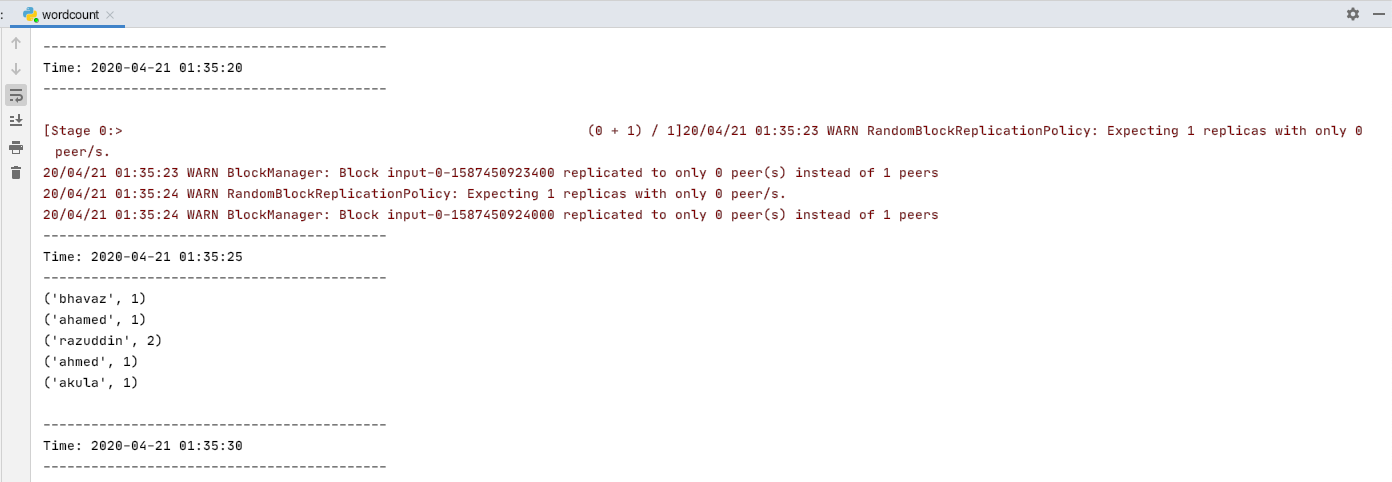 :
wordcount
-------------------------------------------
Time: 2020-04-21 01:35:20
-------------------------------------------
[Stage 0:>                                                          (0 + 1) / 1]20/04/21 01:35:23 WARN RandomBlockReplicationPolicy: Expecting 1 replicas with only 0
peer/s.
20/04/21 01:35:23 WARN BlockManager: Block input-0-1587450923400 replicated to only 0 peer(s) instead of 1 peers
20/04/21 01:35:24 WARN RandomBlockReplicationPolicy: Expecting 1 replicas with only 0 peer/s.
20/04/21 01:35:24 WARN BlockManager: Block input-0-1587450924000 replicated to only 0 peer(s) instead of 1 peers
-------------------------------------------
Time: 2020-04-21 01:35:25
-------------------------------------------
('bhavaz', 1)
('ahamed', 1)
('razuddin', 2)
('ahmed', 1)
('akula', 1)
-------------------------------------------
Time: 2020-04-21 01:35:30
-------------------------------------------